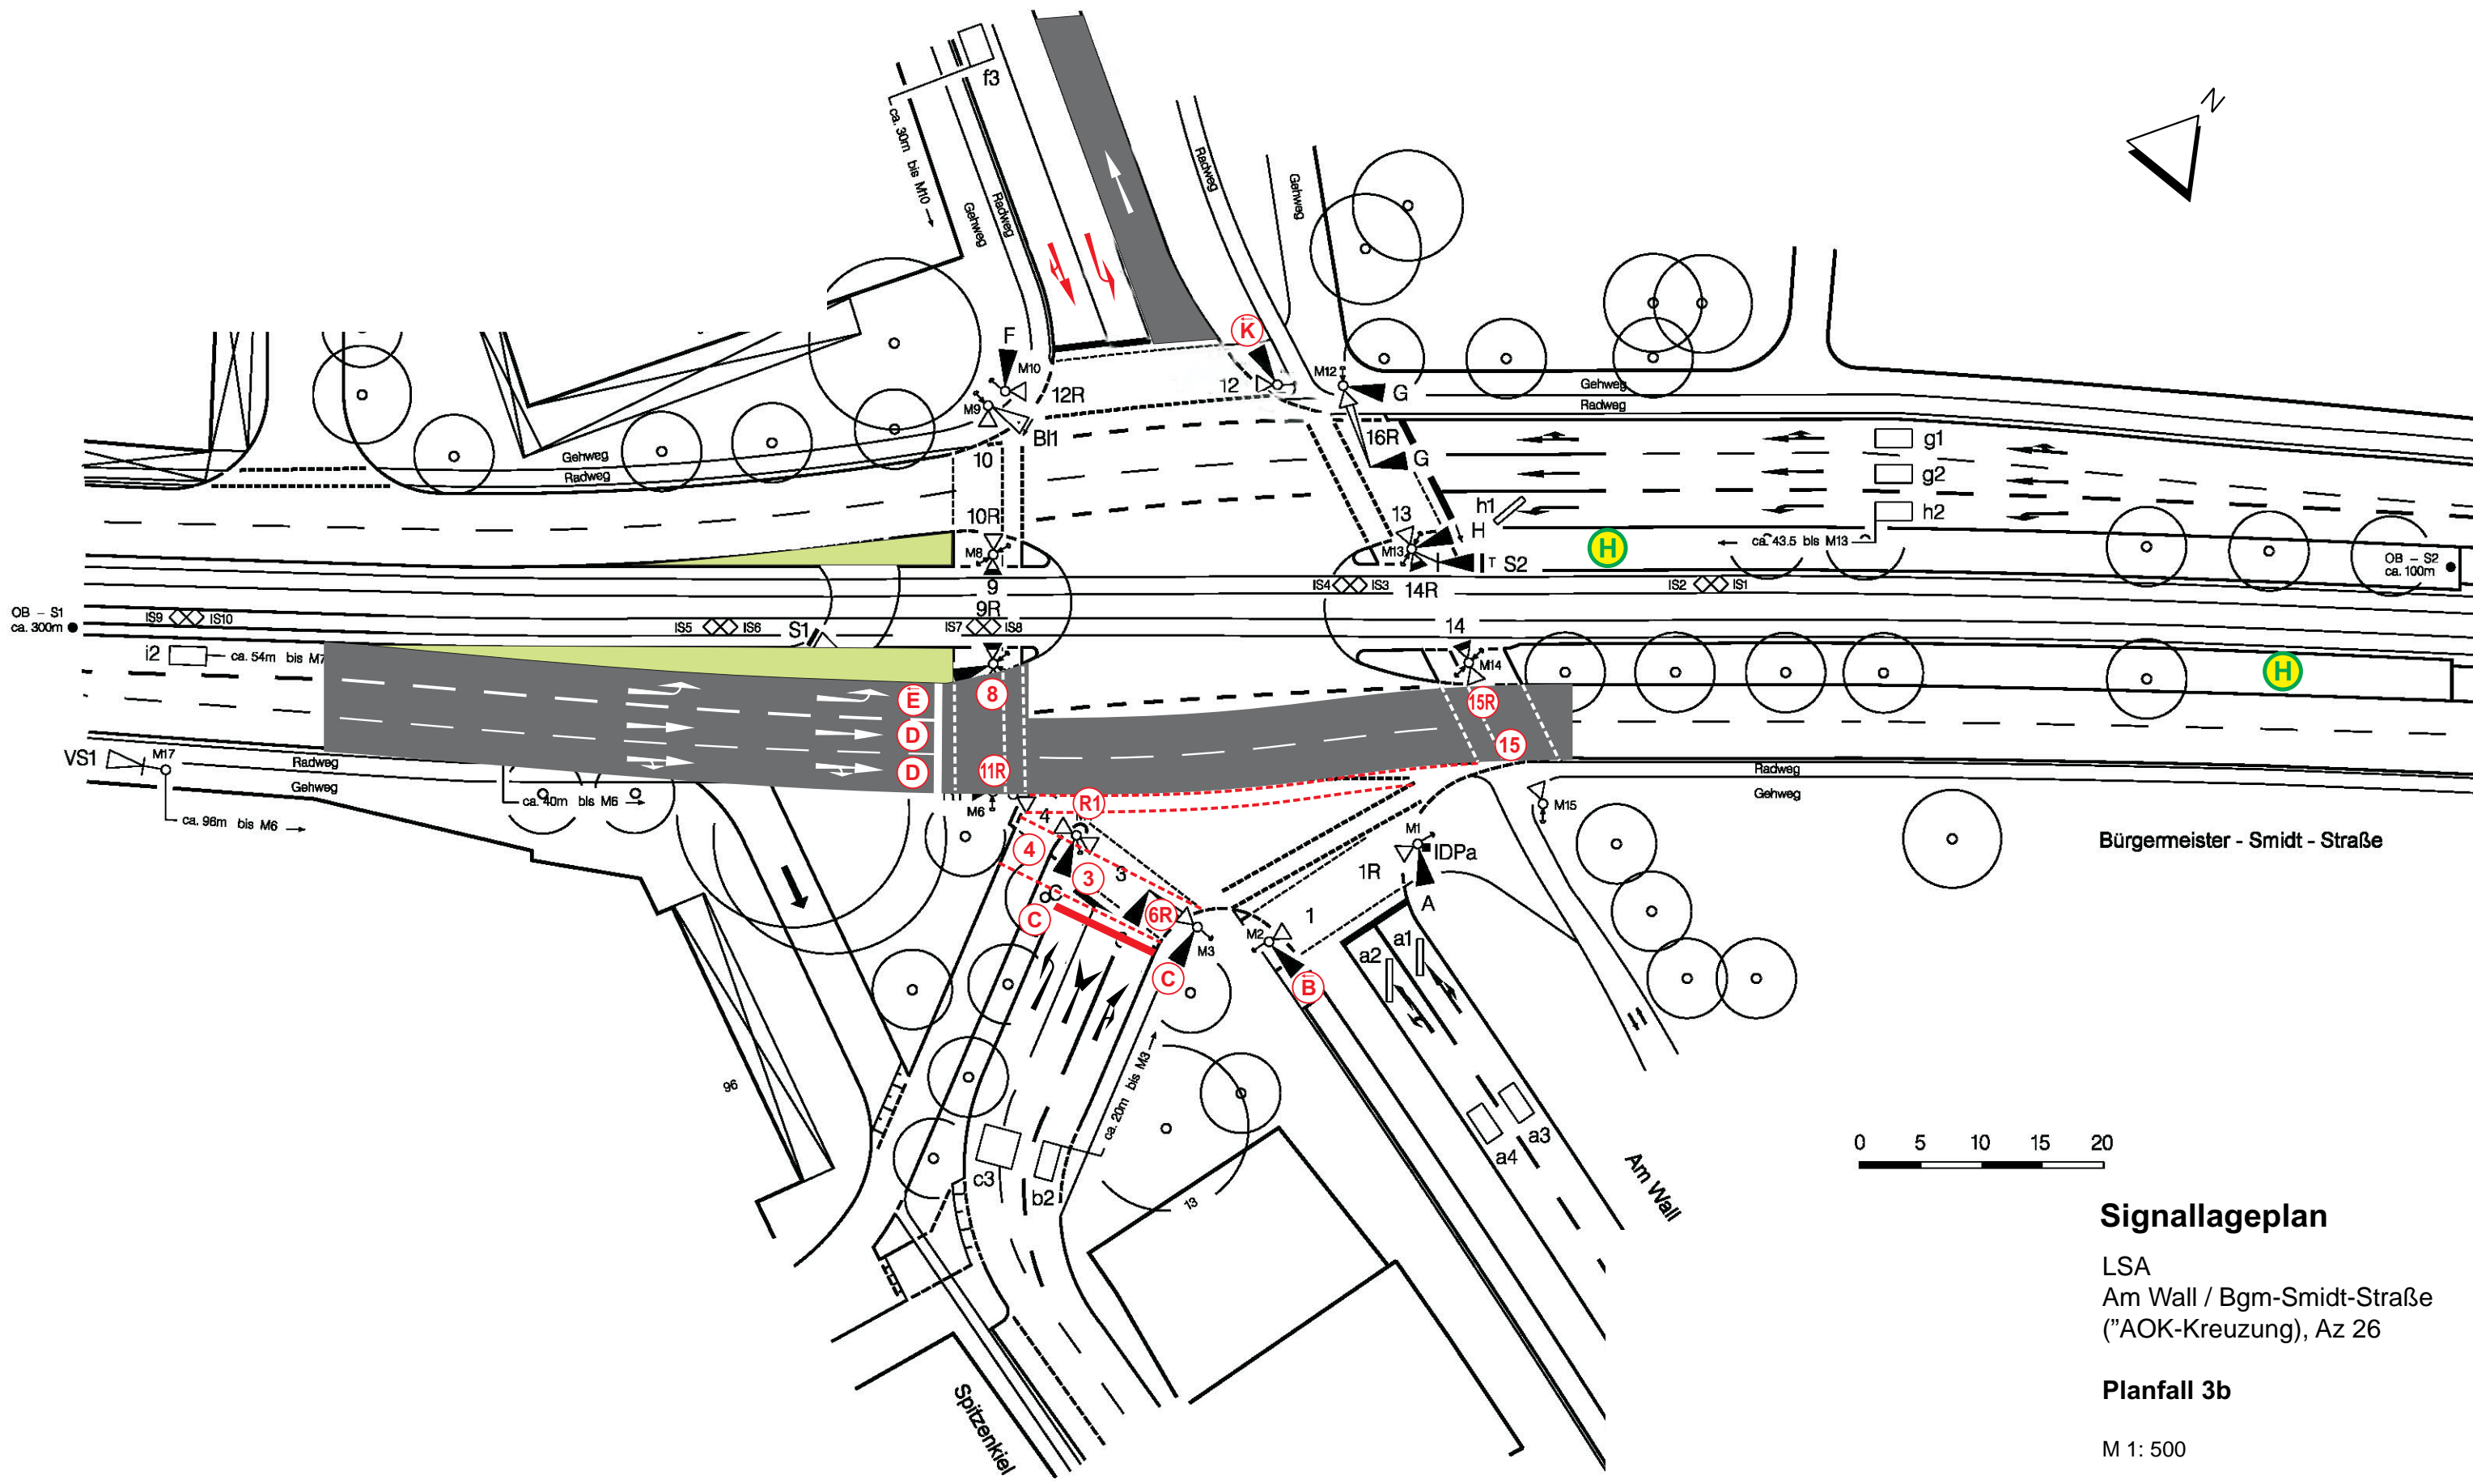 N
f3
ca. 30m bis M10
Gehweg
Radweg
Radweg
Gehweg
K
F
M10
12R
M9
Bl1
12
M12
G
16R
G
Gehweg
Radweg
g1
g2
h2
h1
13
H
M13
S2
H
ca. 43.5 bis M13
OB - S2
ca. 100m
Gehweg
Radweg
10
10R
M8
9
9R
IS4
IS3
14R
IS2
IS1
OB - S1
ca. 300m
IS9
IS10
IS5
IS6
S1
IS7
IS8
14
M14
i2
ca. 54m bis M7
E
8
15R
H
D
15
D
11R
VS1
M17
Radweg
Gehweg
ca. 40m bis M6
ca. 96m bis M6
M6
R1
4
4
3
3
C
C
6R
M3
C
M2
1
B
M1
IDPa
1R
A
a2
a1
M15
Radweg
Gehweg
Bürgermeister - Smidt - Straße
96
c3
b2
ca. 20m bis M3
13
a3
a4
Am Wall
Spitzenkiel
0 5 10 15 20
Signallageplan
LSA
Am Wall / Bgm-Smidt-Straße
("AOK-Kreuzung), Az 26
Planfall 3b
M 1: 500